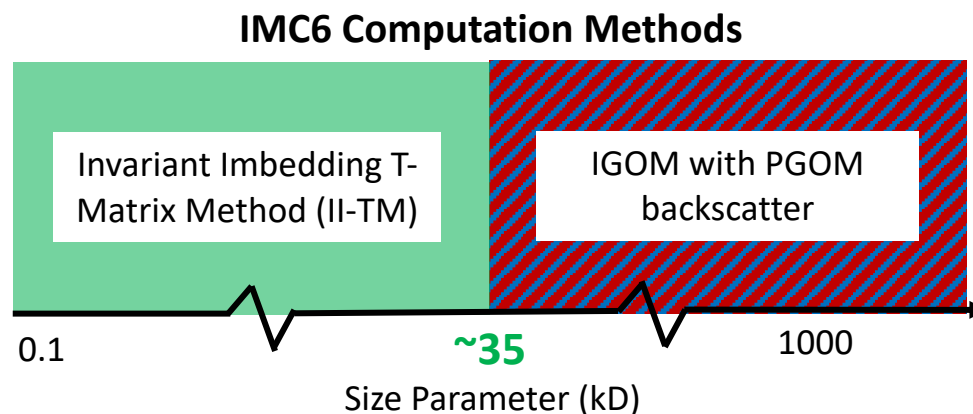 IMC6 Computation Methods
Invariant Imbedding T-
Matrix Method (II-TM)
IGOM with PGOM
backscatter
0.1
~35
1000
Size Parameter (kD)